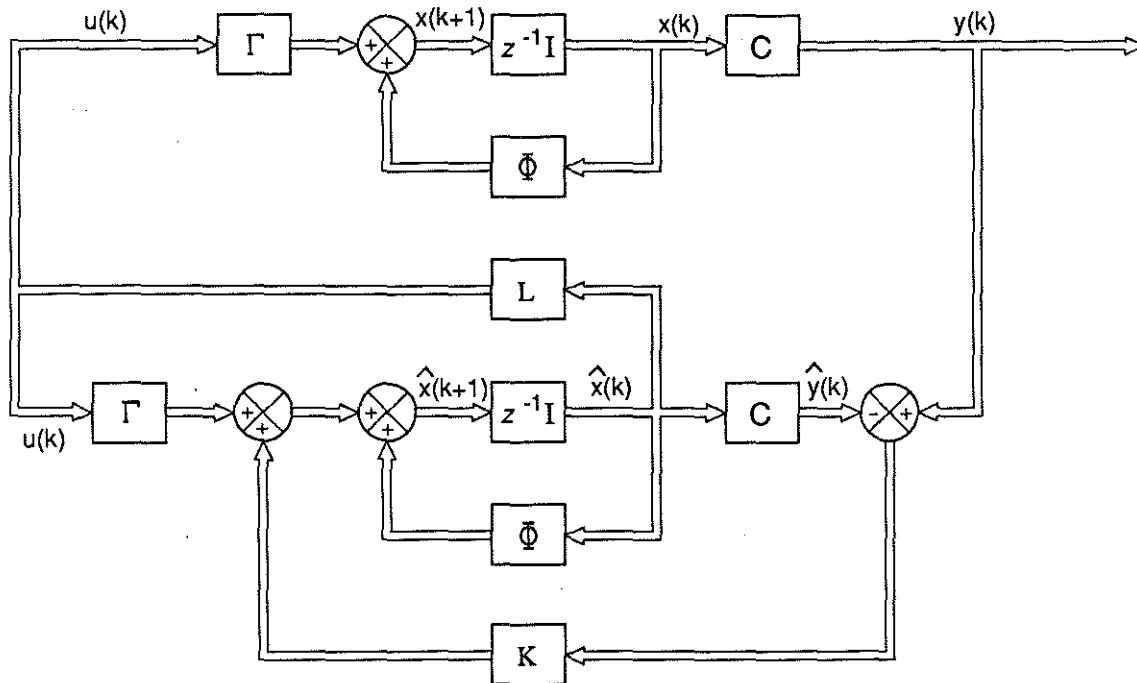 u(k)
Γ
+
+
x(k+1)
z⁻¹I
x(k)
C
y(k)
Φ
L
u(k)
Γ
+
+
+
+
x̂(k+1)
z⁻¹I
x̂(k)
C
ŷ(k)
- +
Φ
K